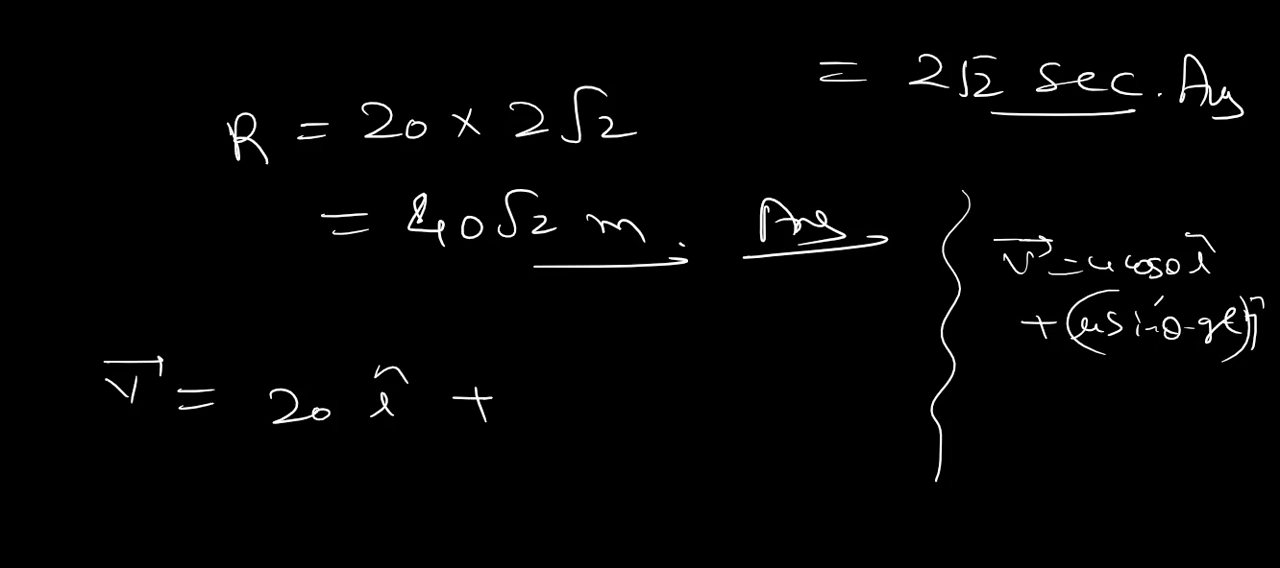 = 2√2 sec. Ans
R = 20 × 2√2
= 40√2 m. Ans.
v⃗ = u cosθ î
+ (u sinθ - gt) ĵ
v⃗ = 20 î +